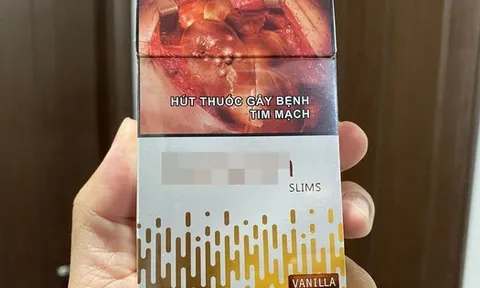 HÚT THUỐC GÂY BỆNH
TIM MẠCH
SLIMS
VANILLA